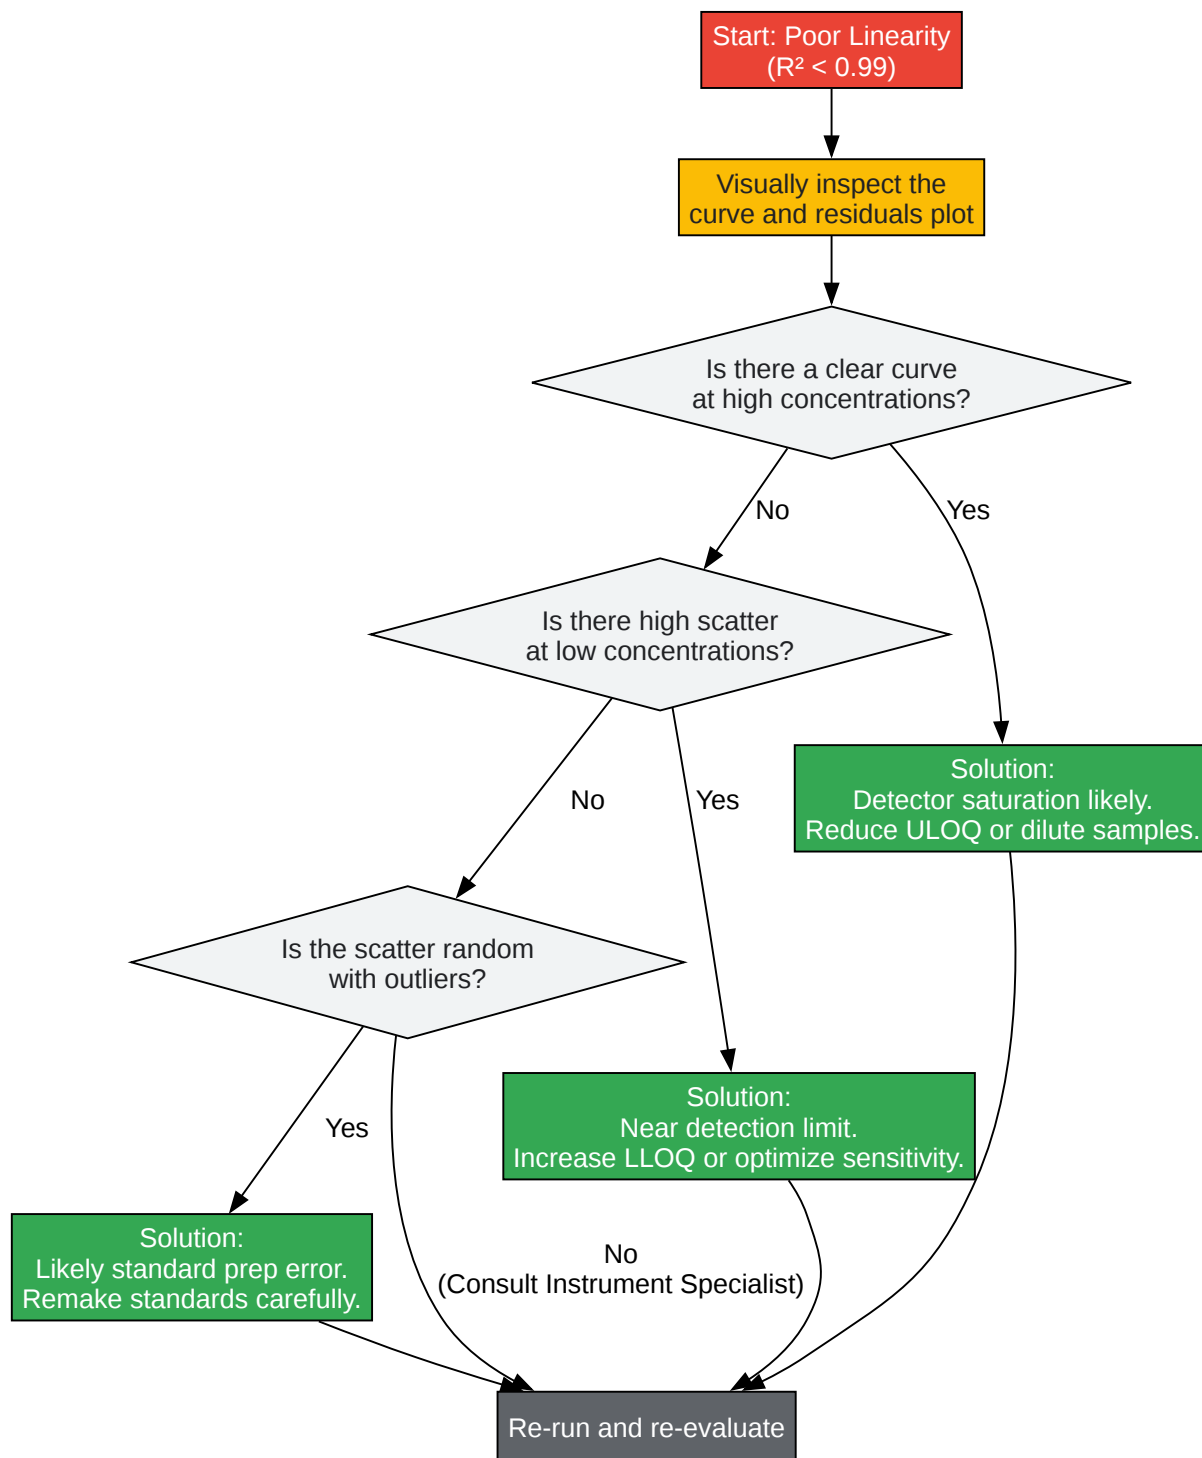 Start: Poor Linearity
(R² < 0.99)
Visually inspect the
curve and residuals plot
Is there a clear curve
at high concentrations?
No
Yes
Is there high scatter
at low concentrations?
Solution:
Detector saturation likely.
Reduce ULOQ or dilute samples.
No
Yes
Is the scatter random
with outliers?
Solution:
Near detection limit.
Increase LLOQ or optimize sensitivity.
Yes
Solution:
Likely standard prep error.
Remake standards carefully.
No
(Consult Instrument Specialist)
Re-run and re-evaluate